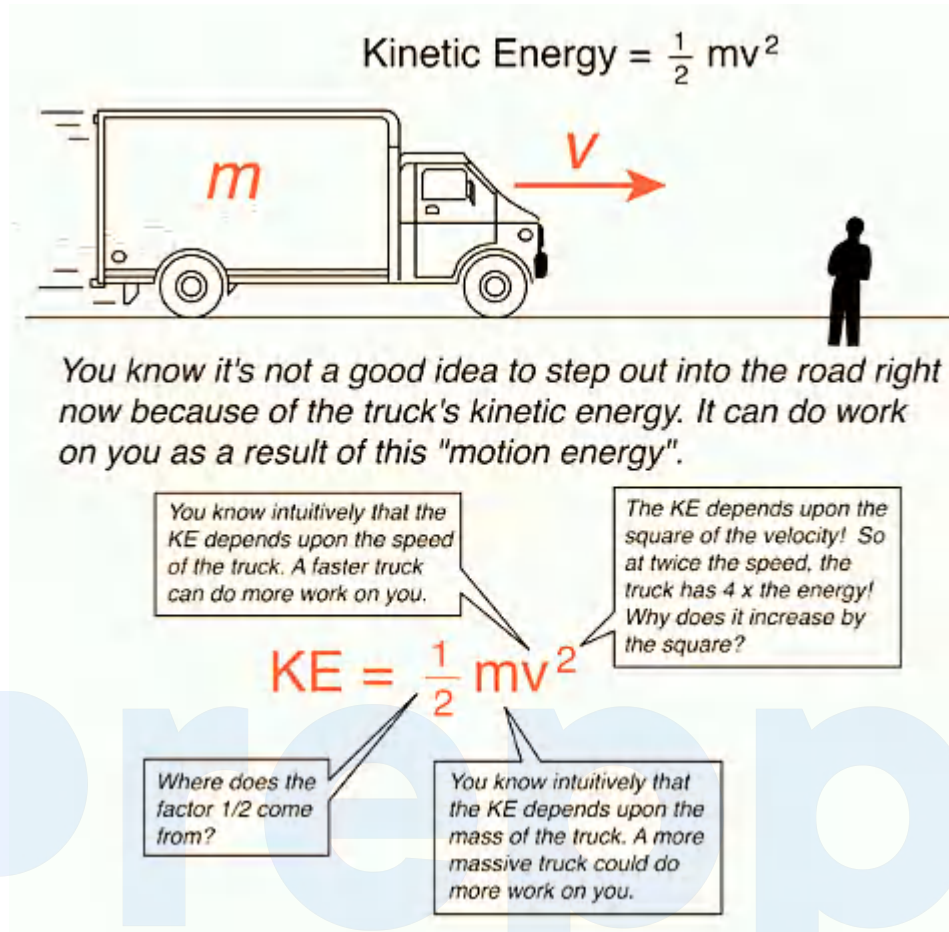 Kinetic Energy = 1/2 mv²
m
v
You know it's not a good idea to step out into the road right
now because of the truck's kinetic energy. It can do work
on you as a result of this "motion energy".
You know intuitively that the
KE depends upon the speed
of the truck. A faster truck
can do more work on you.
The KE depends upon the
square of the velocity! So
at twice the speed, the
truck has 4 x the energy!
Why does it increase by
the square?
KE = 1/2 mv²
Where does the
factor 1/2 come
from?
You know intuitively that
the KE depends upon the
mass of the truck. A more
massive truck could do
more work on you.
prepp